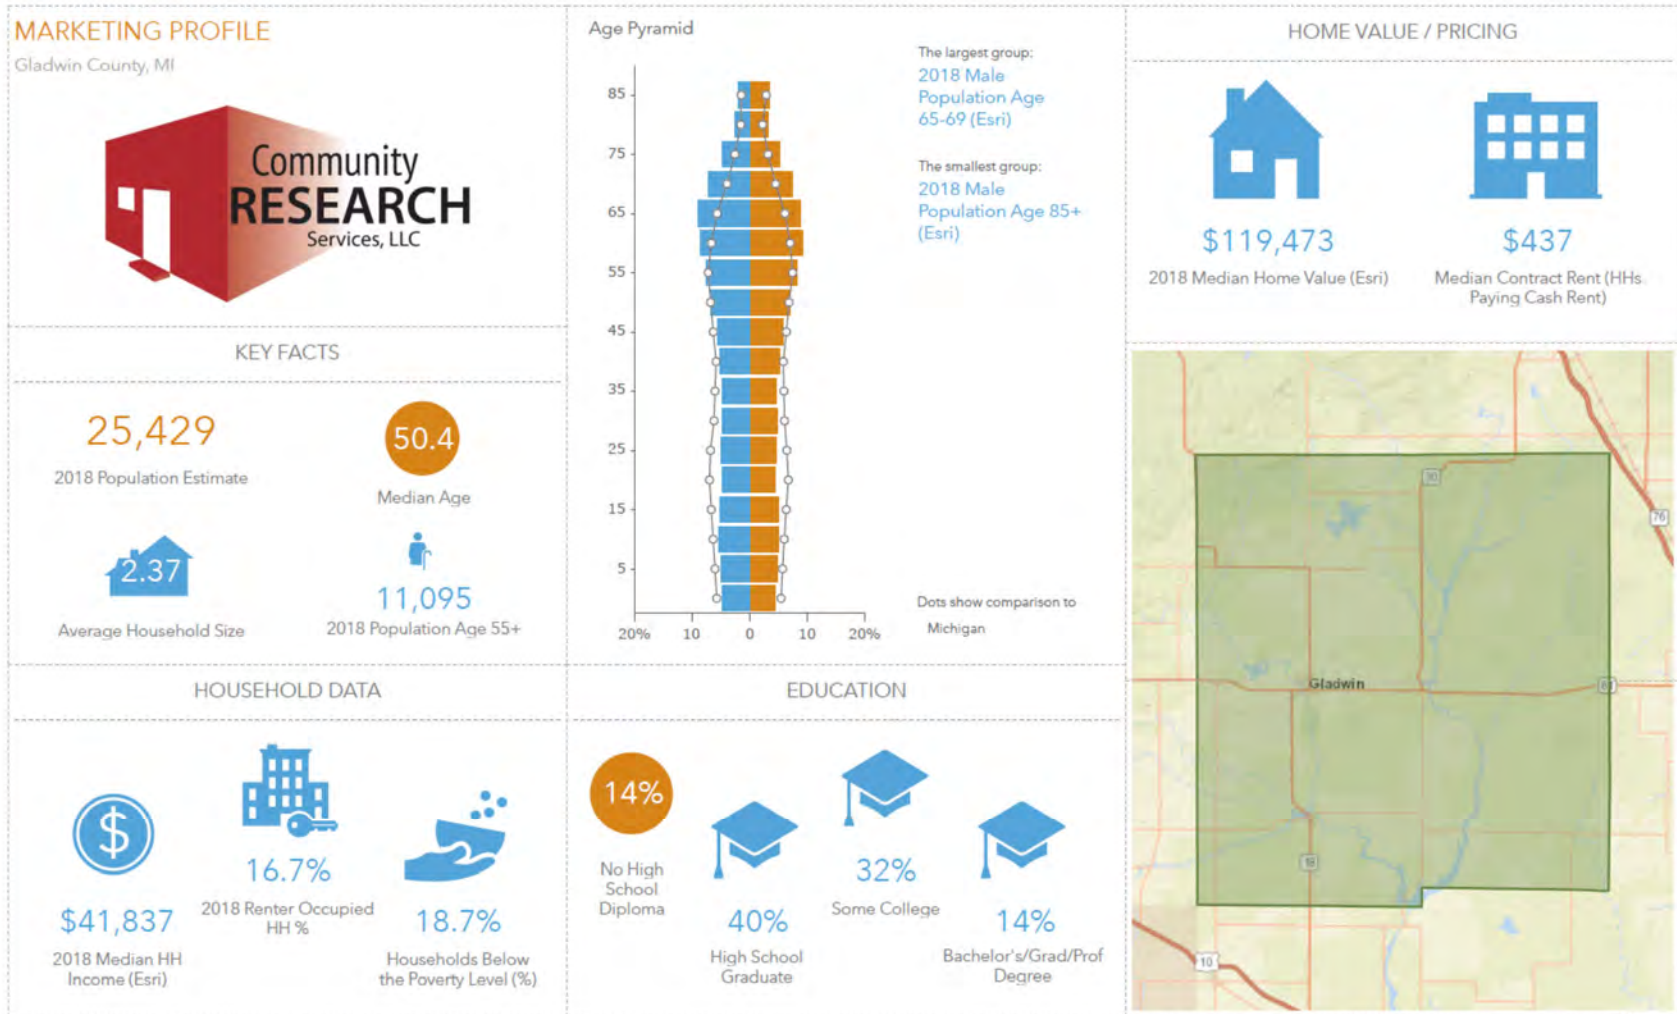 MARKETING PROFILE
Gladwin County, MI
Community
RESEARCH
Services, LLC
KEY FACTS
25,429
2018 Population Estimate
50.4
Median Age
2.37
Average Household Size
11,095
2018 Population Age 55+
Age Pyramid
85
75
65
55
45
35
25
15
5
20%
10
0
10
20%
The largest group:
2018 Male
Population Age
65-69 (Esri)
The smallest group:
2018 Male
Population Age 85+
(Esri)
Dots show comparison to
Michigan
HOME VALUE / PRICING
$119,473
2018 Median Home Value (Esri)
$437
Median Contract Rent (HHs
Paying Cash Rent)
30
76
Gladwin
61
18
10
HOUSEHOLD DATA
$41,837
2018 Median HH
Income (Esri)
16.7%
2018 Renter Occupied
HH %
18.7%
Households Below
the Poverty Level (%)
EDUCATION
14%
No High
School
Diploma
40%
High School
Graduate
32%
Some College
14%
Bachelor's/Grad/Prof
Degree